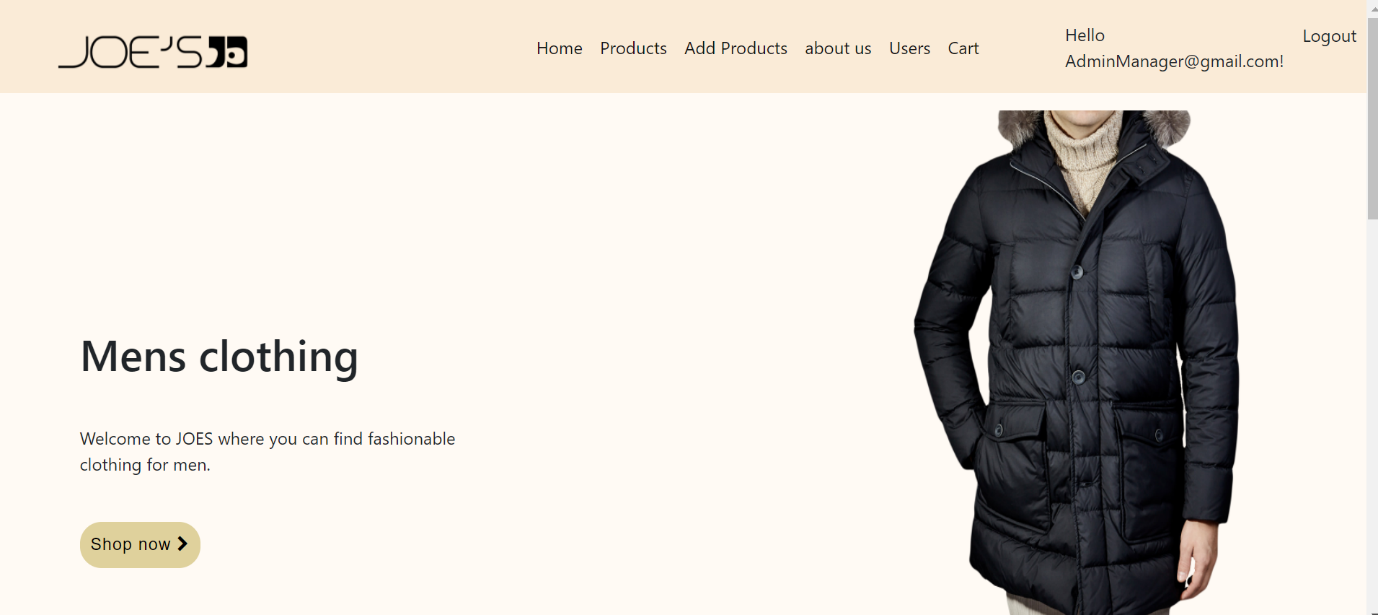 JOE'S
Home Products Add Products about us Users Cart
Hello
AdminManager@gmail.com!
Logout
Mens clothing
Welcome to JOES where you can find fashionable
clothing for men.
Shop now